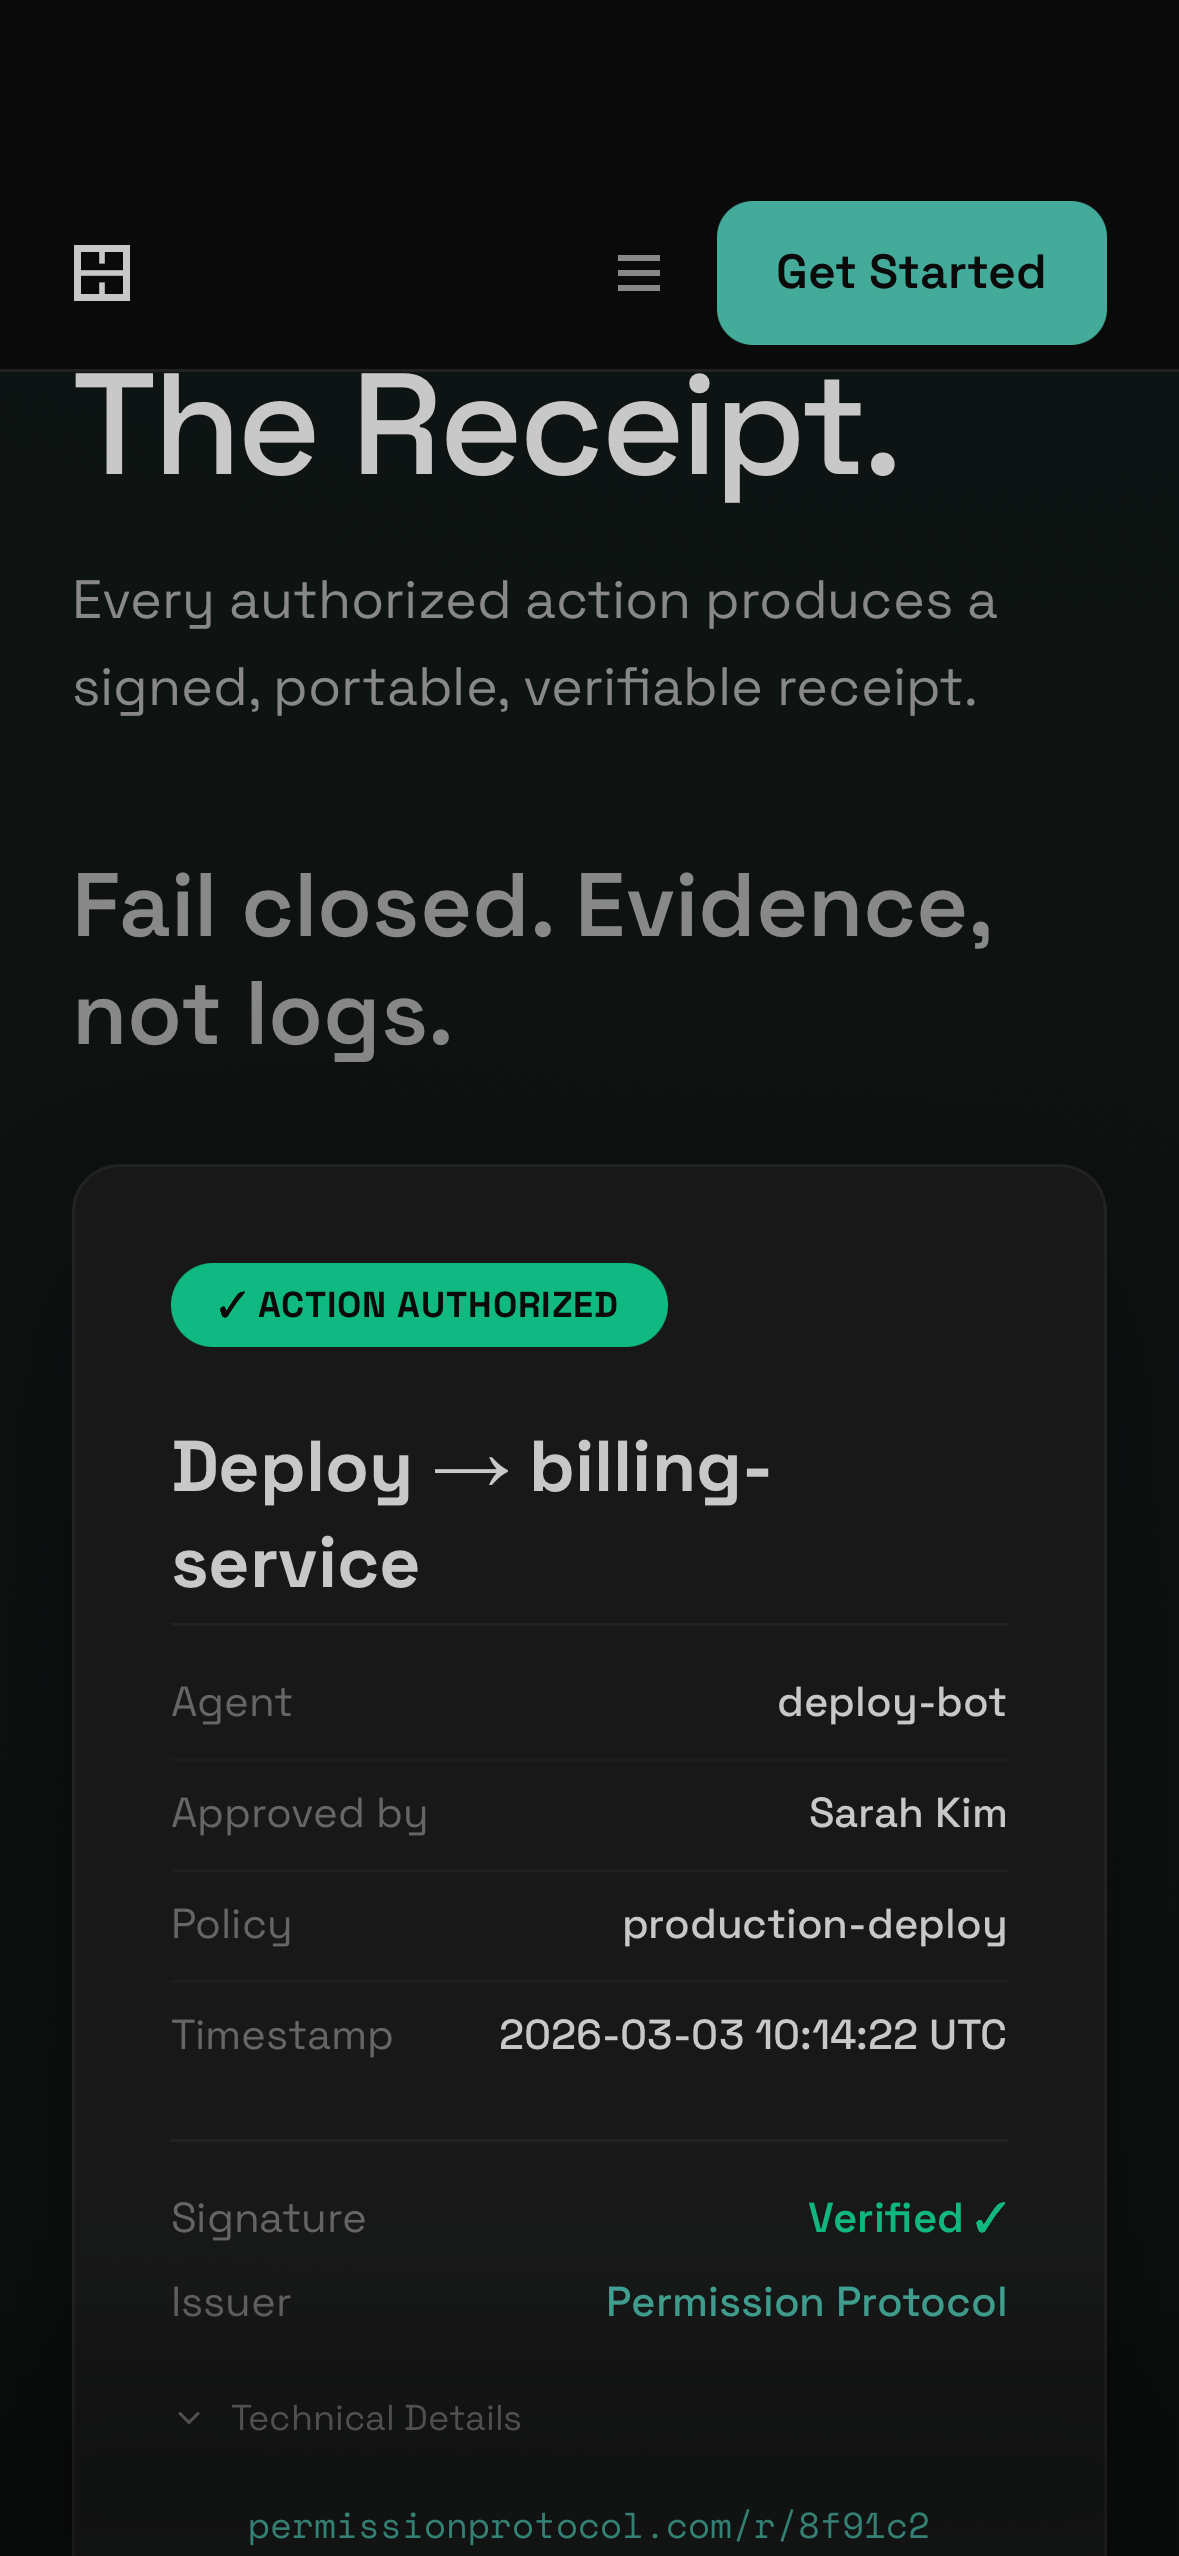 Get Started
The Receipt.
Every authorized action produces a
signed, portable, verifiable receipt.
Fail closed. Evidence,
not logs.
✓ ACTION AUTHORIZED
Deploy → billing-
service
Agent deploy-bot
Approved by Sarah Kim
Policy production-deploy
Timestamp 2026-03-03 10:14:22 UTC
Signature Verified ✓
Issuer Permission Protocol
Technical Details
permissionprotocol.com/r/8f91c2